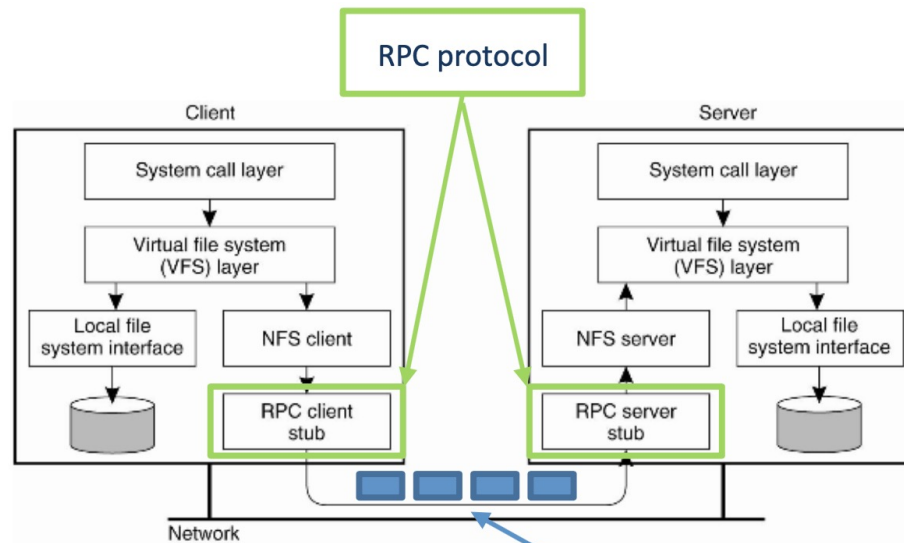 RPC protocol
Client
Server
System call layer
Virtual file system
(VFS) layer
Local file
system interface
NFS client
RPC client
stub
System call layer
Virtual file system
(VFS) layer
NFS server
Local file
system interface
RPC server
stub
Network